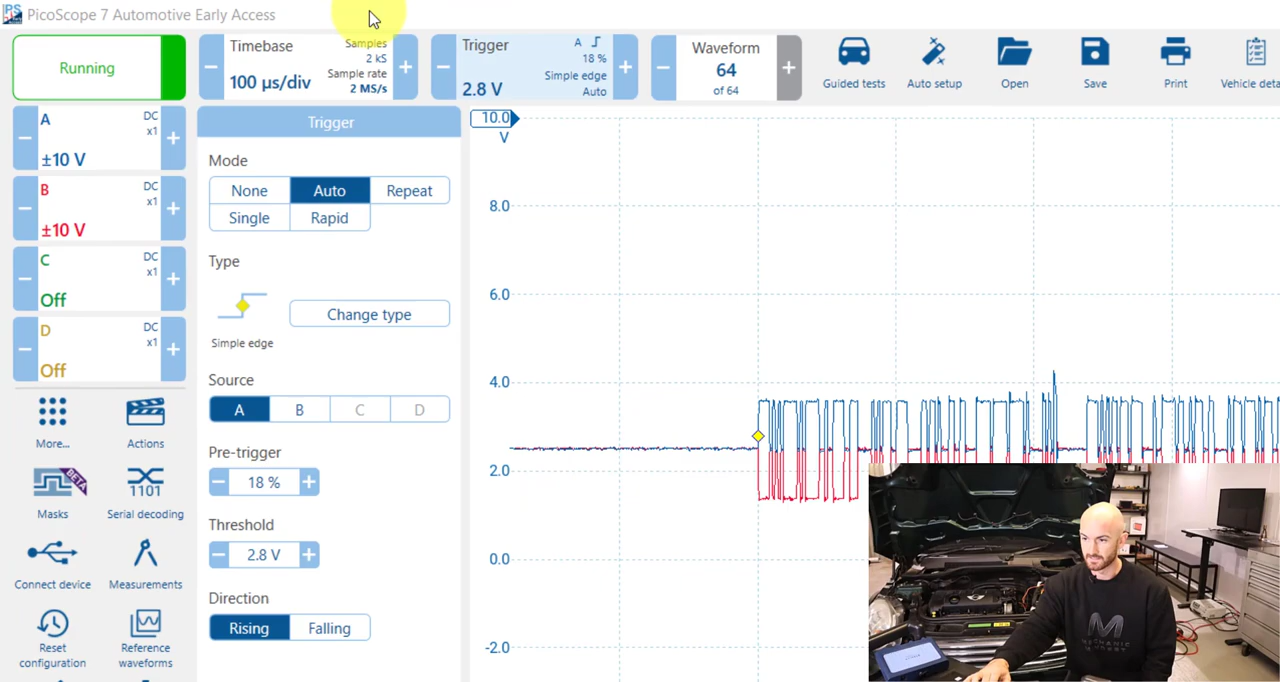 PS
PicoScope 7 Automotive Early Access
Running
Timebase
100 µs/div
Samples
2 kS
Sample rate
2 MS/s
Trigger
2.8 V
A
18 %
Simple edge
Auto
Waveform
64
of 64
Guided tests
Auto setup
Open
Save
Print
Vehicle deta
A
DC
x1
±10 V
B
DC
x1
±10 V
C
DC
x1
Off
D
DC
x1
Off
More...
Actions
Masks
BETA
1101
Serial decoding
Connect device
Measurements
Reset
configuration
Reference
waveforms
Trigger
Mode
None
Auto
Repeat
Single
Rapid
Type
Simple edge
Change type
Source
A
B
C
D
Pre-trigger
18 %
Threshold
2.8 V
Direction
Rising
Falling
10.0
V
8.0
6.0
4.0
2.0
0.0
-2.0